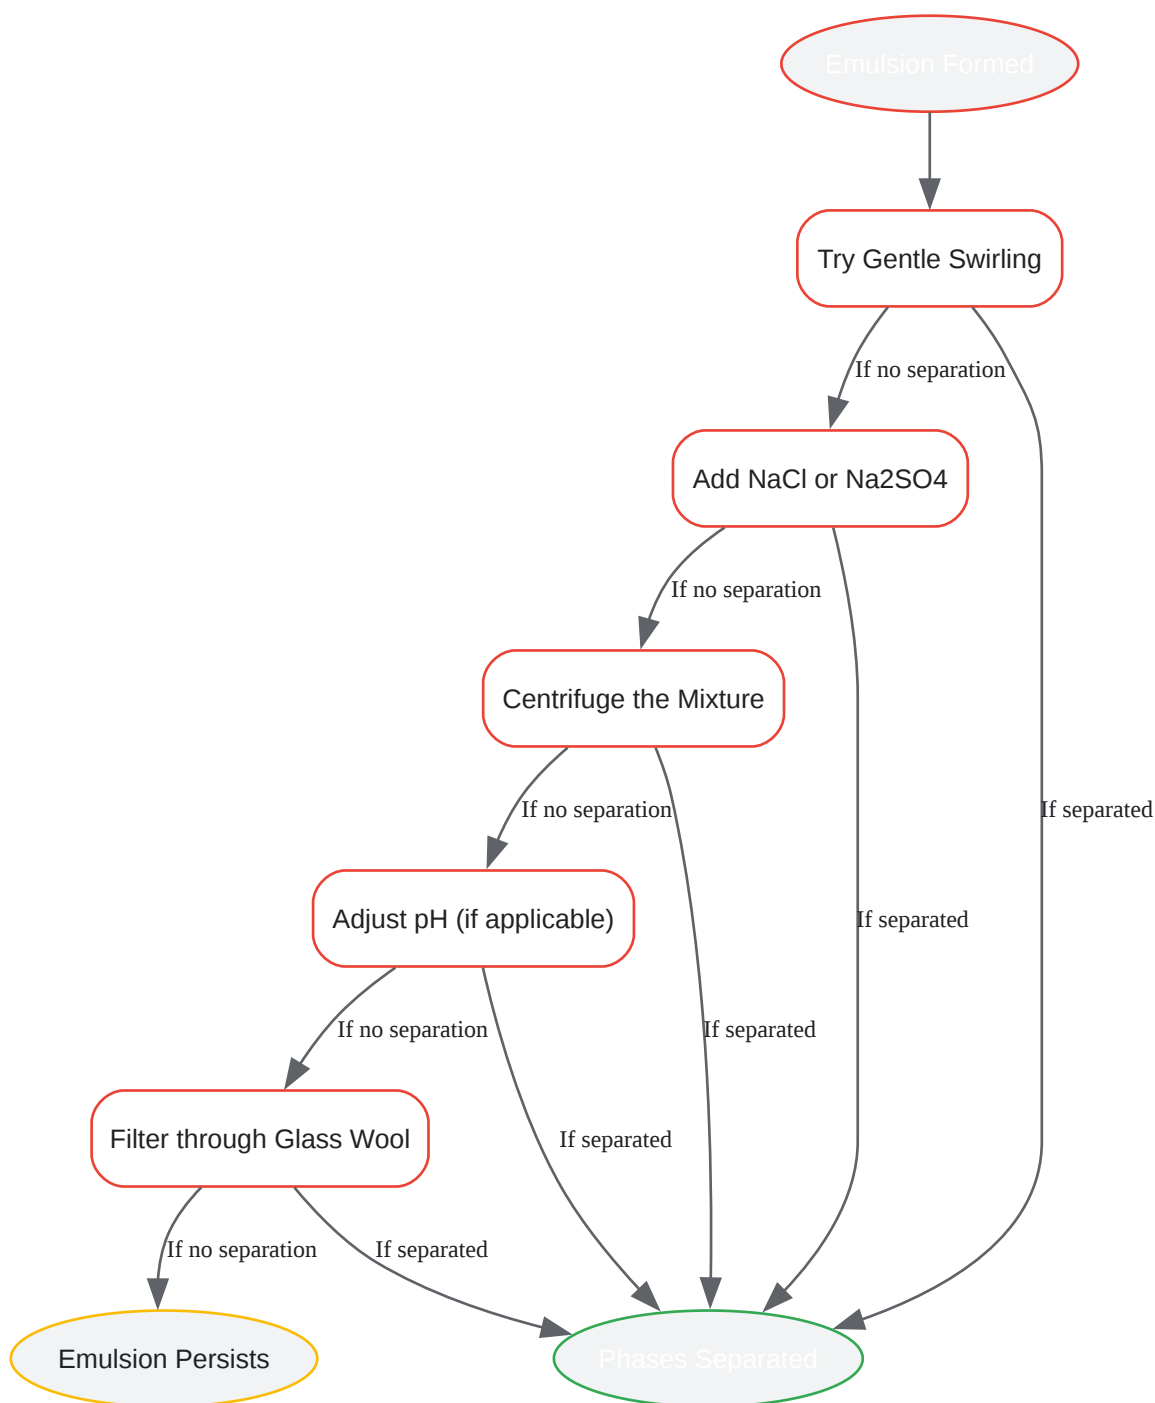 Emulsion Formed
Try Gentle Swirling
If no separation
Add NaCl or Na2SO4
If no separation
Centrifuge the Mixture
If no separation
If separated
Adjust pH (if applicable)
If separated
If no separation
If separated
Filter through Glass Wool
If separated
If no separation
If separated
Emulsion Persists
Phases Separated